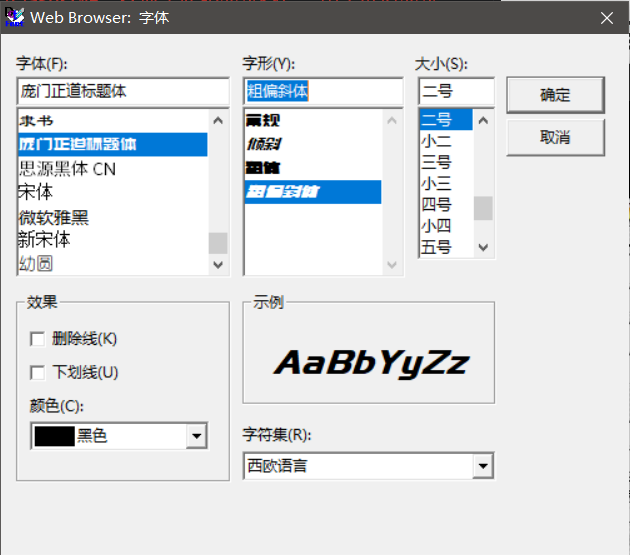 Web Browser: 字体
字体(F):
庞门正道标题体
隶书
庞门正道标题体
思源黑体 CN
宋体
微软雅黑
新宋体
幼圆
字形(Y):
粗偏斜体
常规
倾斜
粗体
粗偏斜体
大小(S):
二号
二号
小二
三号
小三
四号
小四
五号
确定
取消
效果
删除线(K)
下划线(U)
颜色(C):
黑色
示例
AaBbYyZz
字符集(R):
西欧语言